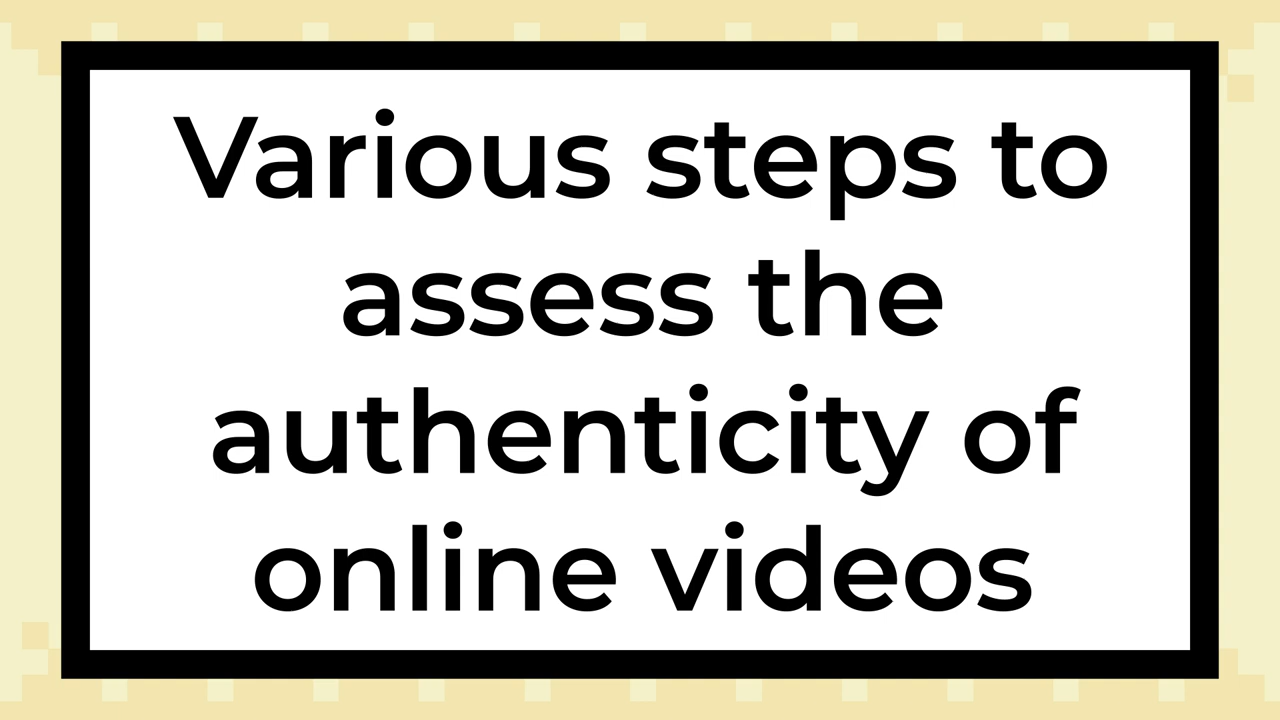 Various steps to
assess the
authenticity of
online videos